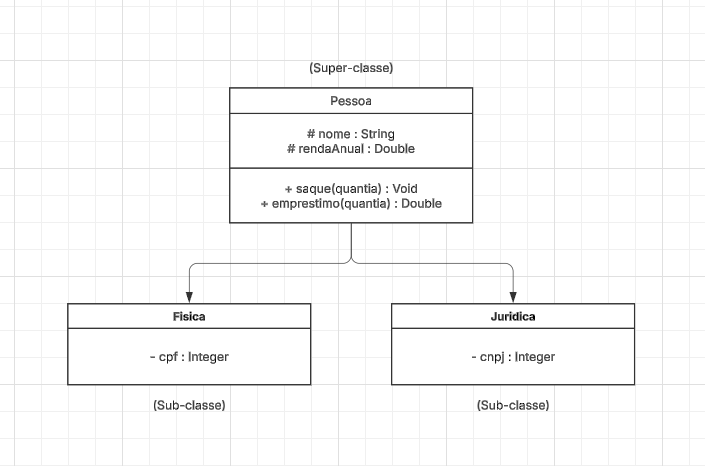 (Super-classe)
Pessoa
# nome : String
# rendaAnual : Double
+ saque(quantia) : Void
+ emprestimo(quantia) : Double
Fisica
- cpf : Integer
(Sub-classe)
Juridica
- cnpj : Integer
(Sub-classe)